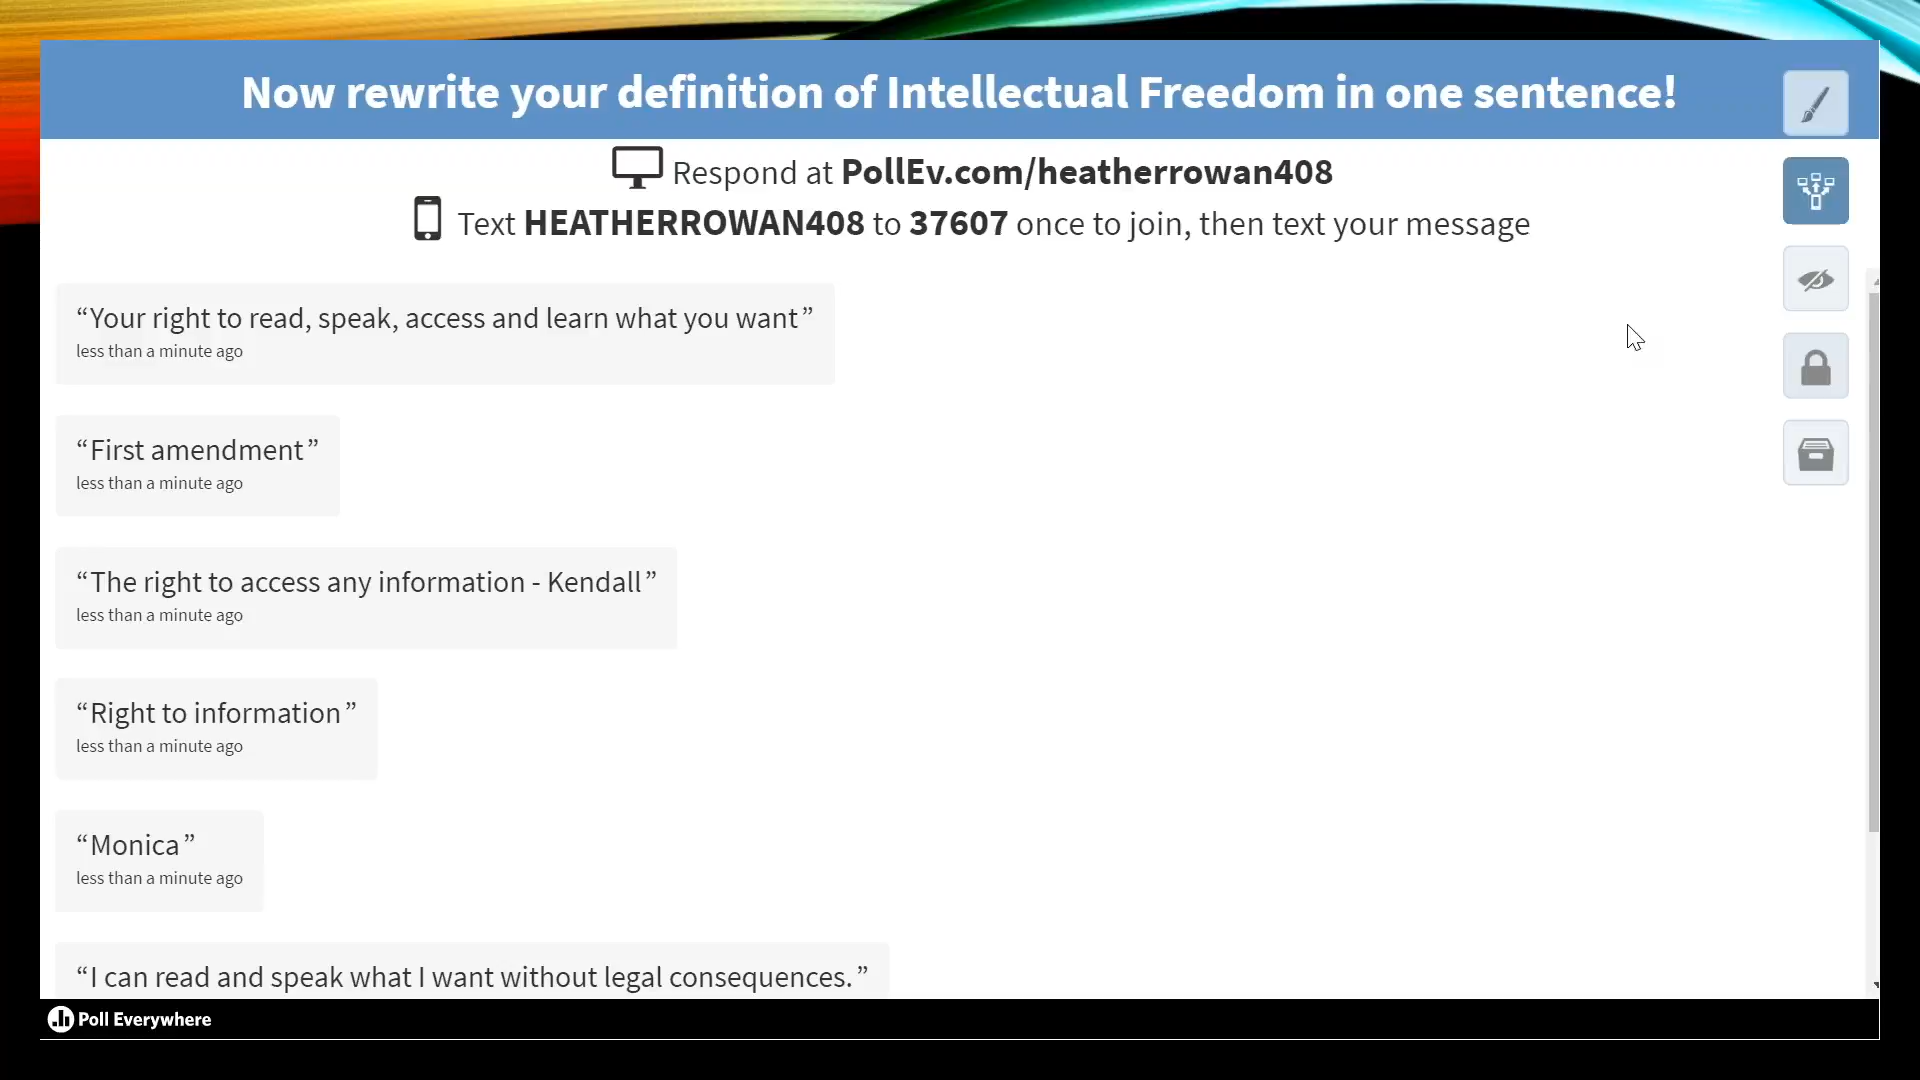 Now rewrite your definition of Intellectual Freedom in one sentence!
Respond at PollEv.com/heatherrowan408
Text HEATHERROWAN408 to 37607 once to join, then text your message
“Your right to read, speak, access and learn what you want”
less than a minute ago
“First amendment”
less than a minute ago
“The right to access any information - Kendall”
less than a minute ago
“Right to information”
less than a minute ago
“Monica”
less than a minute ago
“I can read and speak what I want without legal consequences.”
Poll Everywhere